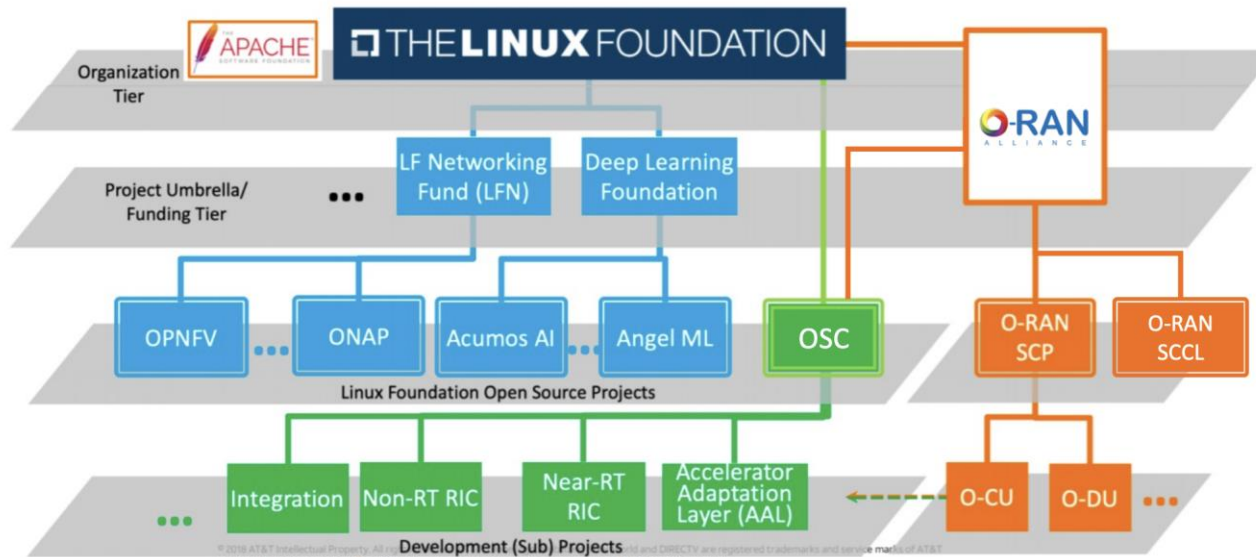 THE
APACHE
SOFTWARE FOUNDATION
THE LINUX FOUNDATION
Organization
Tier
O-RAN
ALLIANCE
LF Networking
Fund (LFN)
Deep Learning
Foundation
Project Umbrella/
Funding Tier
OPNFV
ONAP
Acumos AI
Angel ML
OSC
O-RAN
SCP
O-RAN
SCCL
Linux Foundation Open Source Projects
Integration
Non-RT RIC
Near-RT
RIC
Accelerator
Adaptation
Layer (AAL)
O-CU
O-DU
© 2018 AT&T Intellectual Property. All and DIRECTV are registered trademarks and service marks of AT&T
Development (Sub) Projects